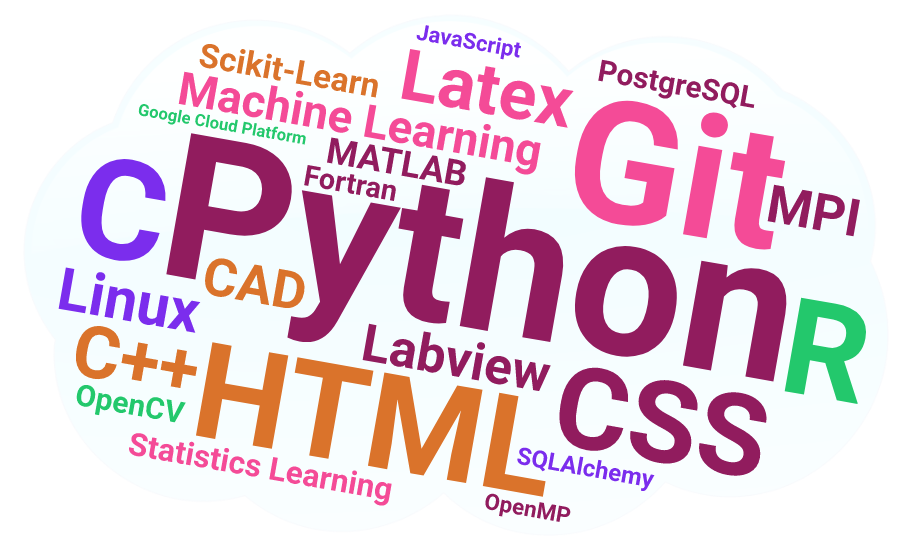 JavaScript
Scikit-Learn
Latex
PostgreSQL
Machine Learning
Git
Google Cloud Platform
MATLAB
Fortran
C
Python
MPI
CAD
Linux
R
Labview
C++
HTML
CSS
OpenCV
Statistics Learning
SQLAlchemy
OpenMP